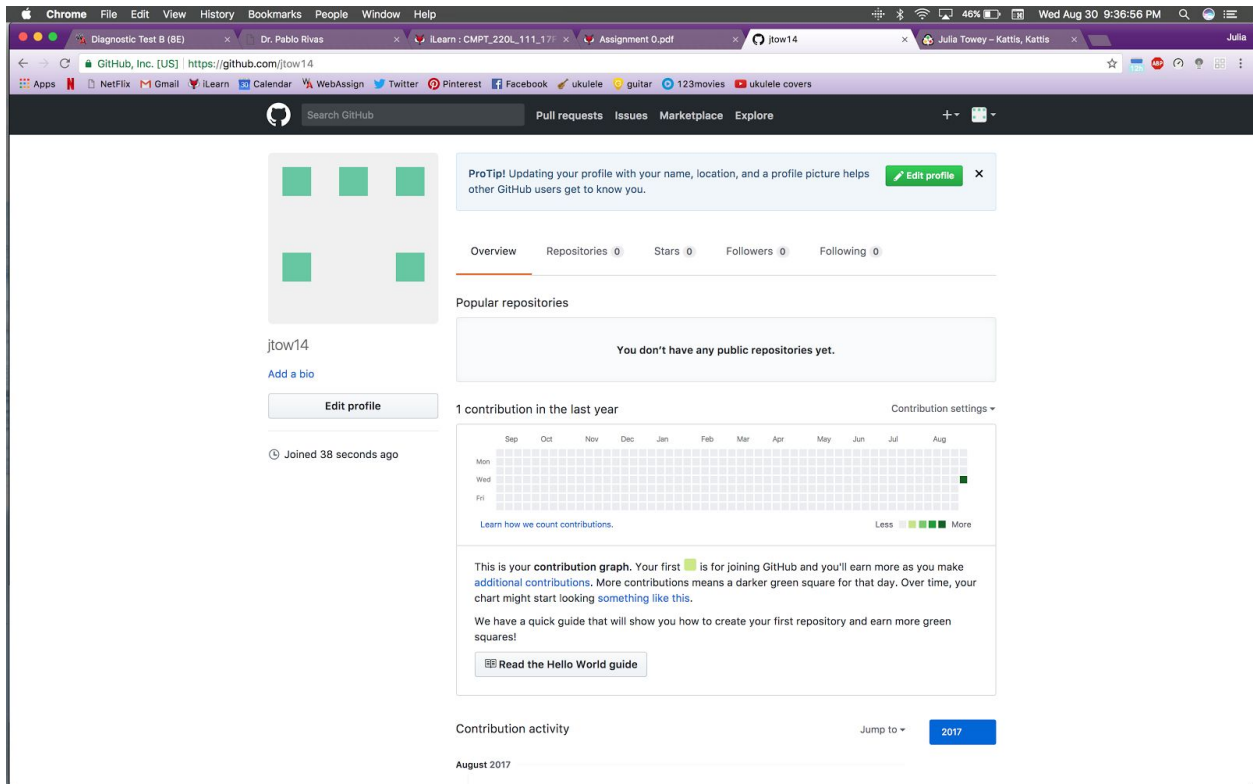 Chrome File Edit View History Bookmarks People Window Help 46% Wed Aug 30 9:36:56 PM
Diagnostic Test B (8E) Dr. Pablo Rivas iLearn : CMPT_220L_111_17F Assignment 0.pdf jtow14 Julia Towey – Kattis, Kattis Julia
GitHub, Inc. [US] https://github.com/jtow14
Apps NetFlix Gmail iLearn Calendar WebAssign Twitter Pinterest Facebook ukulele guitar 123movies ukulele covers
Search GitHub Pull requests Issues Marketplace Explore
ProTip! Updating your profile with your name, location, and a profile picture helps
other GitHub users get to know you.
Edit profile
Overview Repositories 0 Stars 0 Followers 0 Following 0
Popular repositories
You don't have any public repositories yet.
jtow14
Add a bio
Edit profile
Joined 38 seconds ago
1 contribution in the last year Contribution settings
Sep Oct Nov Dec Jan Feb Mar Apr May Jun Jul Aug
Mon
Wed
Fri
Learn how we count contributions. Less More
This is your contribution graph. Your first is for joining GitHub and you'll earn more as you make
additional contributions. More contributions means a darker green square for that day. Over time, your
chart might start looking something like this.
We have a quick guide that will show you how to create your first repository and earn more green
squares!
Read the Hello World guide
Contribution activity Jump to 2017
August 2017